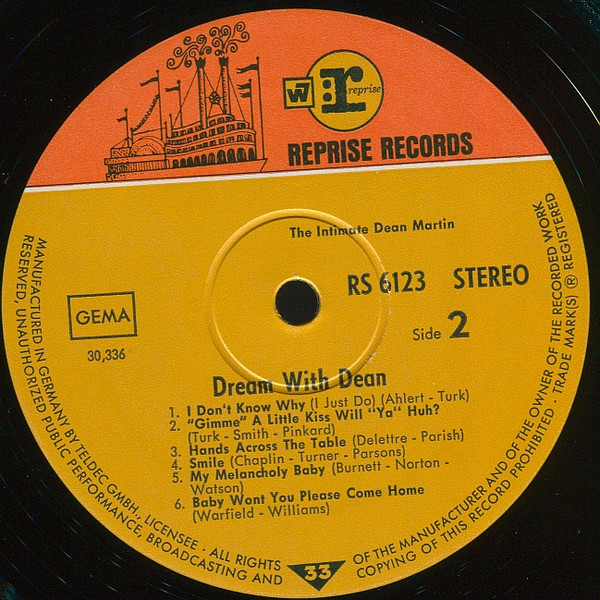 W7
r reprise
REPRISE RECORDS
The Intimate Dean Martin
RS 6123 STEREO
GEMA
Side 2
30,336
Dream With Dean
1. I Don't Know Why (I Just Do) (Ahlert - Turk)
2. "Gimme" A Little Kiss Will "Ya" Huh?
(Turk - Smith - Pinkard)
3. Hands Across The Table (Delettre - Parish)
4. Smile (Chaplin - Turner - Parsons)
5. My Melancholy Baby (Burnett - Norton -
Watson)
6. Baby Wont You Please Come Home
(Warfield - Williams)
33
MANUFACTURED IN GERMANY BY TELDEC GMBH., LICENSEE · ALL RIGHTS OF THE MANUFACTURER AND OF THE OWNER OF THE RECORDED WORK
RESERVED, UNAUTHORIZED PUBLIC PERFORMANCE, BROADCASTING AND COPYING OF THIS RECORD PROHIBITED · TRADE MARK(S) ® REGISTERED